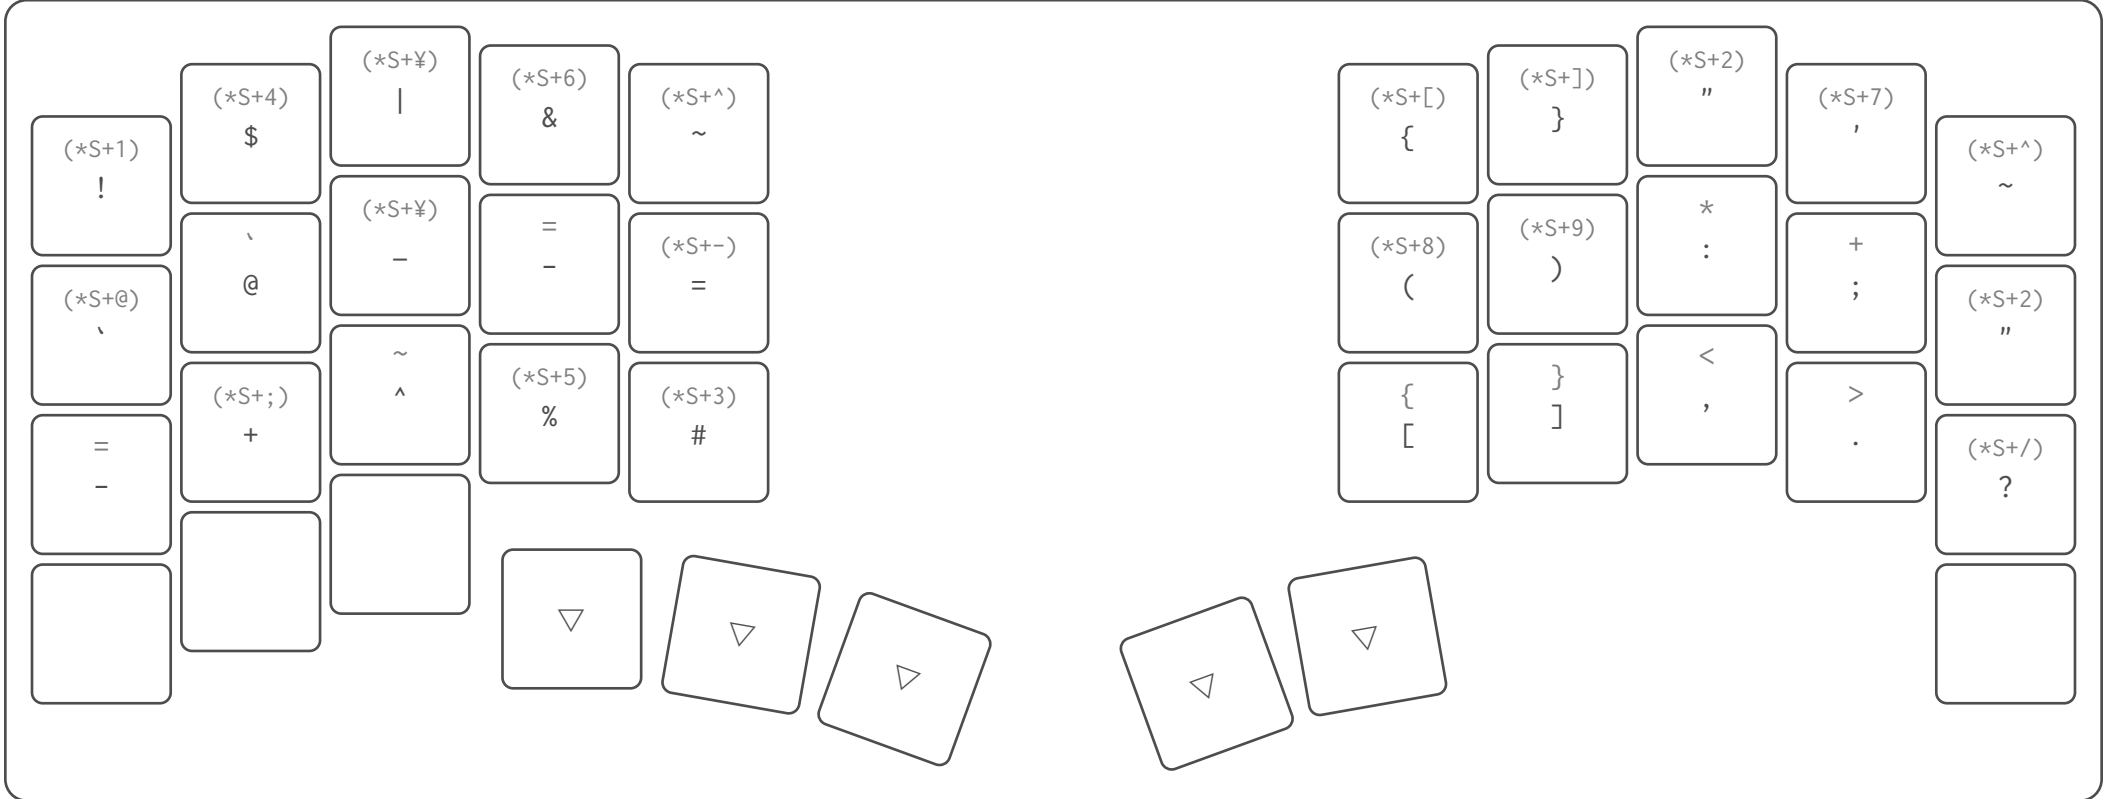 (*S+1)
!
(*S+4)
$
(*S+¥)
|
(*S+6)
&
(*S+^)
~
(*S+[)
{
(*S+])
}
(*S+2)
"
(*S+7)
'
(*S+^)
~
(*S+@)
`
`
@
(*S+¥)
_
=
-
(*S+-)
=
(*S+8)
(
(*S+9)
)
*
:
+
;
(*S+2)
"
=
-
(*S+;)
+
~
^
(*S+5)
%
(*S+3)
#
{
[
}
]
<
,
>
.
(*S+/)
?
▽
▽
▽
▽
▽